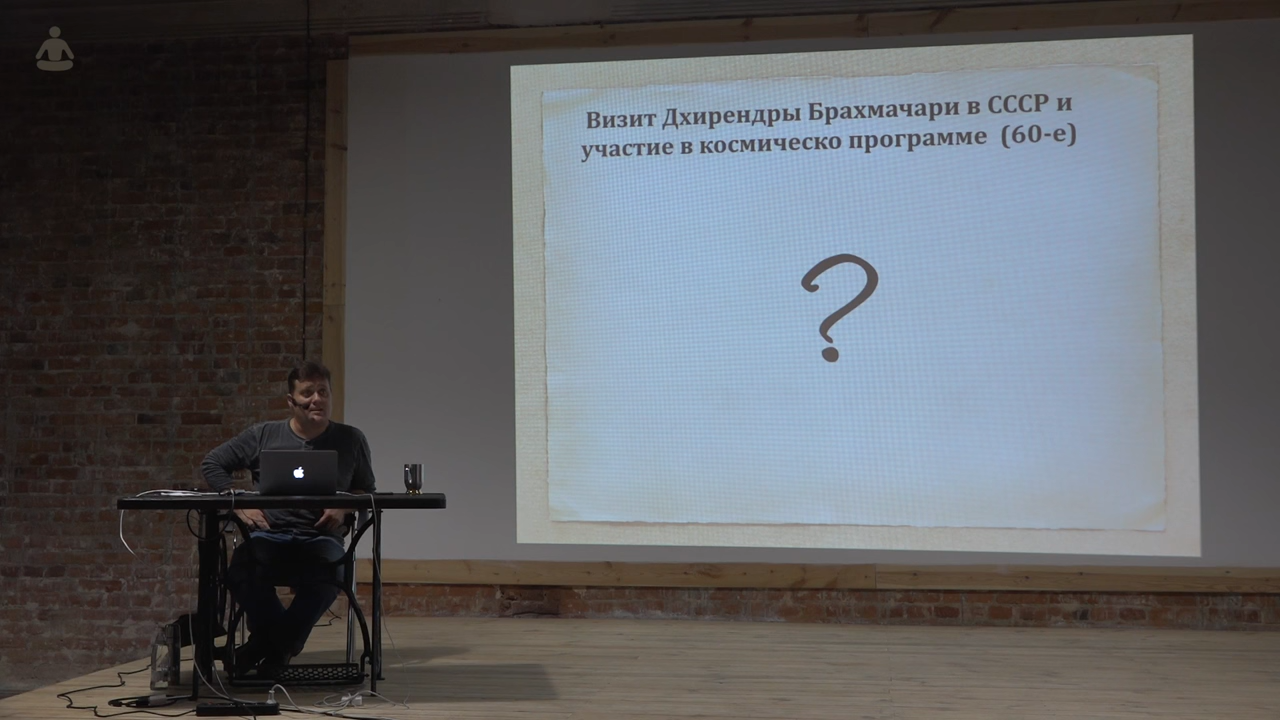 Визит Дхирендры Брахмачари в СССР и
участие в космическо программе (60-е)
?